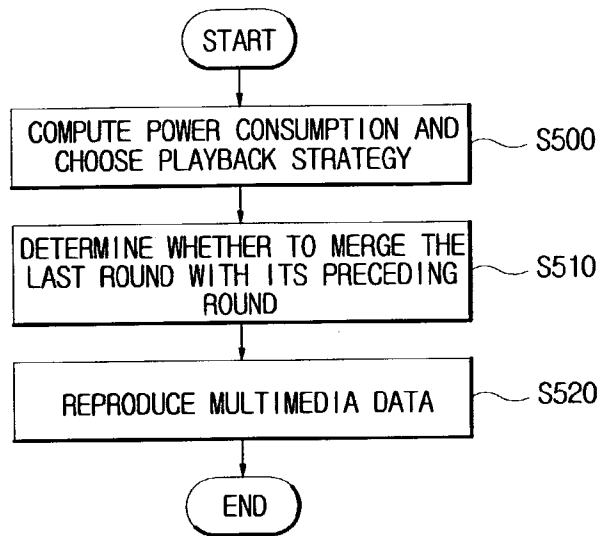 START
COMPUTE POWER CONSUMPTION AND
CHOOSE PLAYBACK STRATEGY
S500
DETERMINE WHETHER TO MERGE THE
LAST ROUND WITH ITS PRECEDING
ROUND
S510
REPRODUCE MULTIMEDIA DATA
S520
END